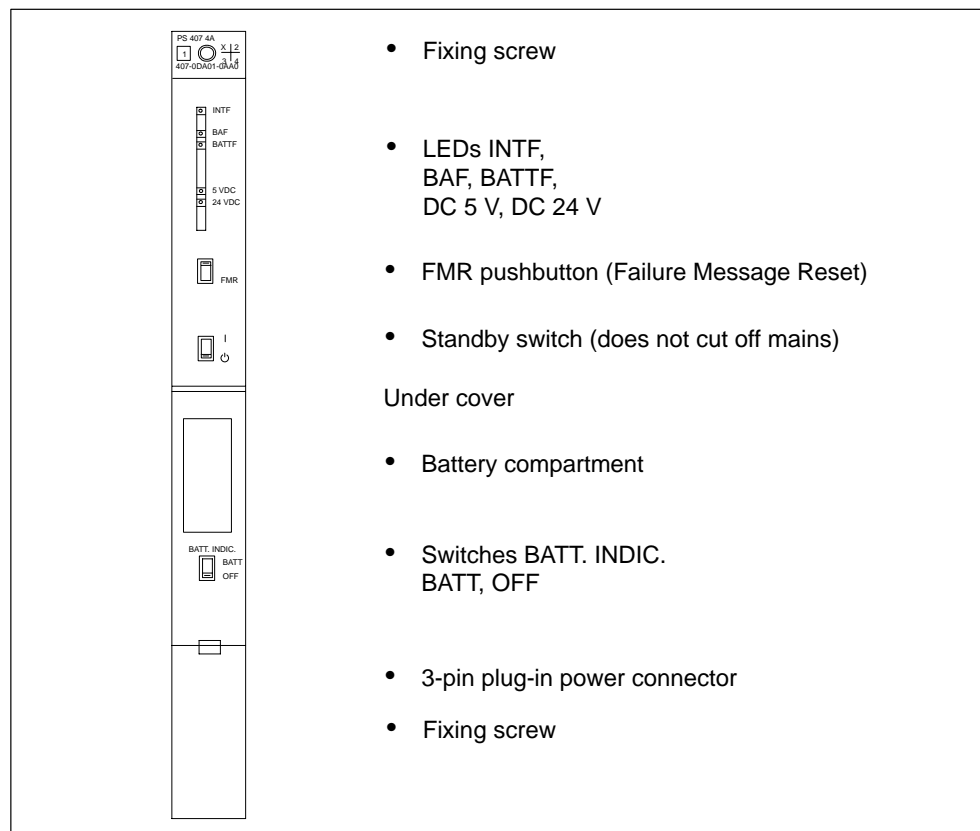 PS 407 4A
1
X 2
3 4
407-0DA01-0AA0
INTF
BAF
BATTF
5 VDC
24 VDC
FMR
I
BATT. INDIC.
BATT
OFF
• Fixing screw
• LEDs INTF,
BAF, BATTF,
DC 5 V, DC 24 V
• FMR pushbutton (Failure Message Reset)
• Standby switch (does not cut off mains)
Under cover
• Battery compartment
• Switches BATT. INDIC.
BATT, OFF
• 3-pin plug-in power connector
• Fixing screw